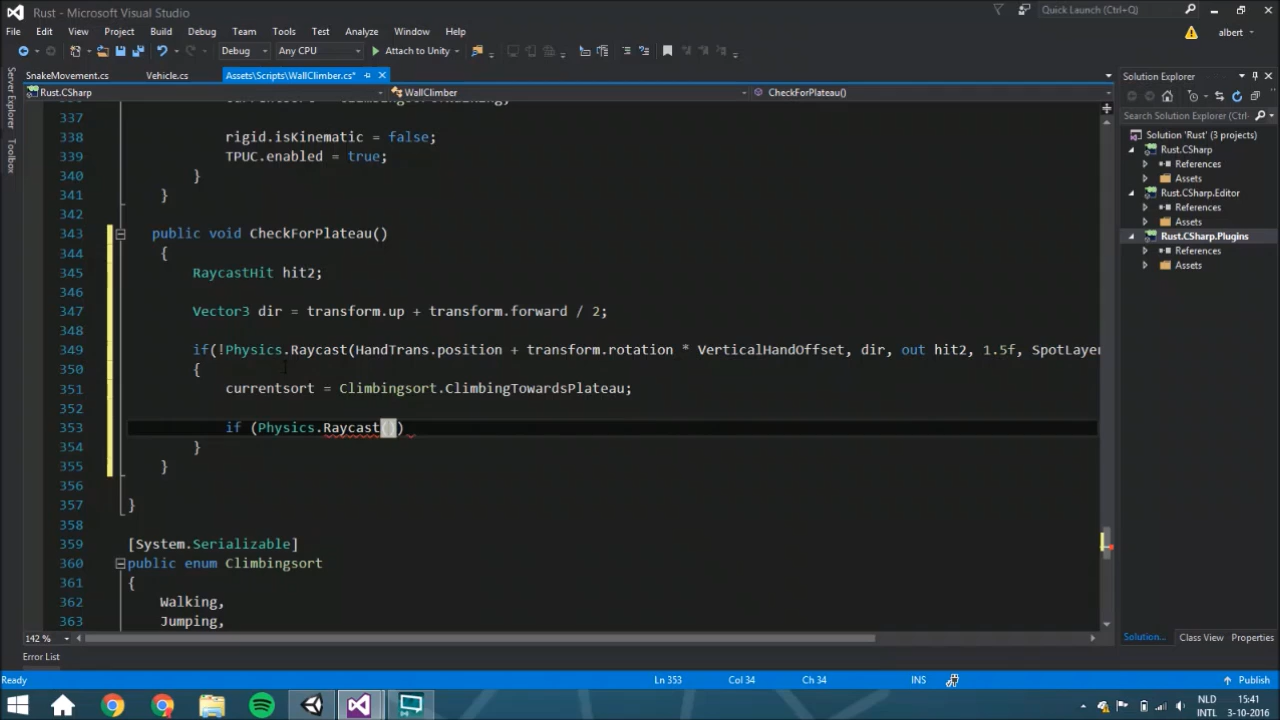 Rust - Microsoft Visual Studio
Quick Launch (Ctrl+Q)
File Edit View Project Build Debug Team Tools Test Analyze Window Help
albert
Debug Any CPU Attach to Unity
SnakeMovement.cs Vehicle.cs Assets\Scripts\WallClimber.cs*
Rust.CSharp WallClimber CheckForPlateau()
Server Explorer
Toolbox
337
338 rigid.isKinematic = false;
339 TPUC.enabled = true;
340 }
341 }
342
343 public void CheckForPlateau()
344 {
345 RaycastHit hit2;
346
347 Vector3 dir = transform.up + transform.forward / 2;
348
349 if(!Physics.Raycast(HandTrans.position + transform.rotation * VerticalHandOffset, dir, out hit2, 1.5f, SpotLaye
350 {
351 currentsort = Climbingsort.ClimbingTowardsPlateau;
352
353 if (Physics.Raycast())
354 }
355 }
356
357 }
358
359 [System.Serializable]
360 public enum Climbingsort
361 {
362 Walking,
363 Jumping,
142 %
Solution Explorer
Search Solution Explorer (Ctrl+
Solution 'Rust' (3 projects)
Rust.CSharp
References
Assets
Rust.CSharp.Editor
References
Assets
Rust.CSharp.Plugins
References
Assets
Solution... Class View Properties
Error List
Ready Ln 353 Col 34 Ch 34 INS Publish
NLD
INTL
15:41
3-10-2016